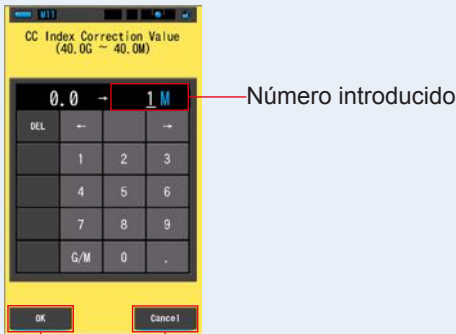 M11
CC Index Correction Value
(40.0G ~ 40.0M)
0.0 → 1 M
Número introducido
DEL ← →
1 2 3
4 5 6
7 8 9
G/M 0 .
OK Cancel